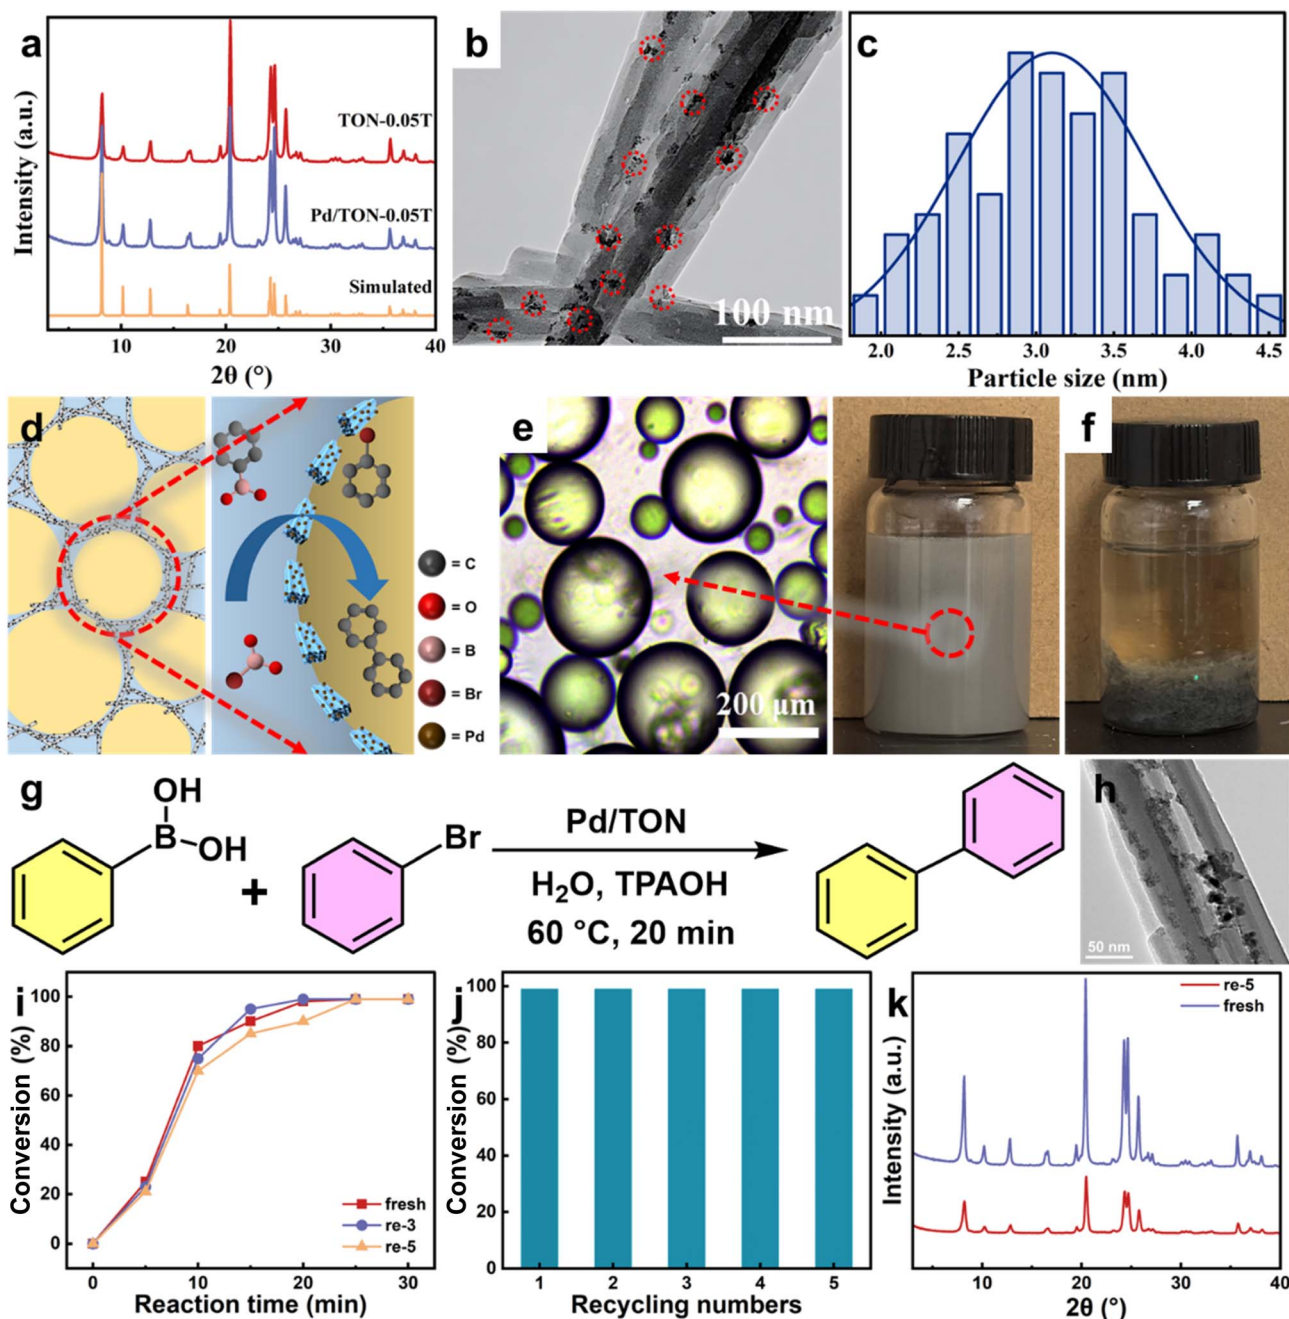 a
Intensity (a.u.)
TON-0.05T
Pd/TON-0.05T
Simulated
10 20 30 40
2θ (°)
b
100 nm
c
2.0 2.5 3.0 3.5 4.0 4.5
Particle size (nm)
d
= C
= O
= B
= Br
= Pd
e
200 μm
f
g
OH
B
OH
+
Br
Pd/TON
H₂O, TPAOH
60 °C, 20 min
h
50 nm
i
Conversion (%)
100
80
60
40
20
0
fresh
re-3
re-5
0 10 20 30
Reaction time (min)
j
Conversion (%)
100
80
60
40
20
0
1 2 3 4 5
Recycling numbers
k
Intensity (a.u.)
re-5
fresh
10 20 30 40
2θ (°)